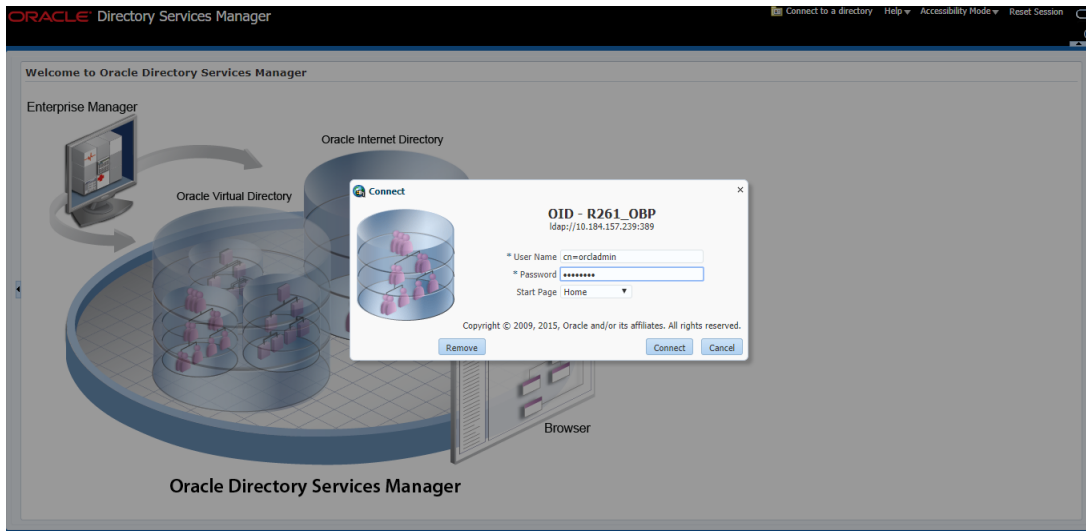 ORACLE Directory Services Manager
Connect to a directory Help Accessibility Mode Reset Session
Welcome to Oracle Directory Services Manager
Enterprise Manager
Oracle Internet Directory
Oracle Virtual Directory
Connect
OID - R261_OBP
ldap://10.184.157.239:389
* User Name cn=orcladmin
* Password ••••••••
Start Page Home
Copyright © 2009, 2015, Oracle and/or its affiliates. All rights reserved.
Remove Connect Cancel
Browser
Oracle Directory Services Manager